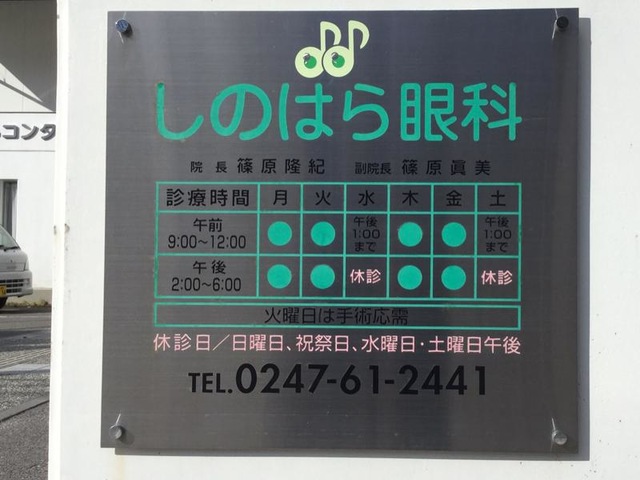 しのはら眼科
院長 篠原隆紀 副院長 篠原眞美
診療時間 月 火 水 木 金 土
午前 9:00~12:00 ● ● 午後1:00まで ● ● 午後1:00まで
午後 2:00~6:00 ● ● 休診 ● ● 休診
火曜日は手術応需
休診日/日曜日、祝祭日、水曜日・土曜日午後
TEL.0247-61-2441
コンタ